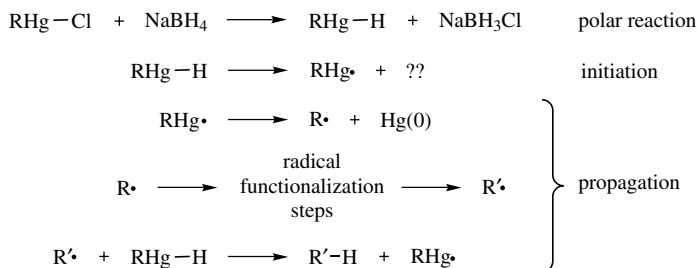 RHg—Cl + NaBH4 ⟶ RHg—H + NaBH3Cl polar reaction
RHg—H ⟶ RHg• + ?? initiation
RHg• ⟶ R• + Hg(0)
R• ⟶ radical functionalization steps ⟶ R′•
propagation
R′• + RHg—H ⟶ R′—H + RHg•